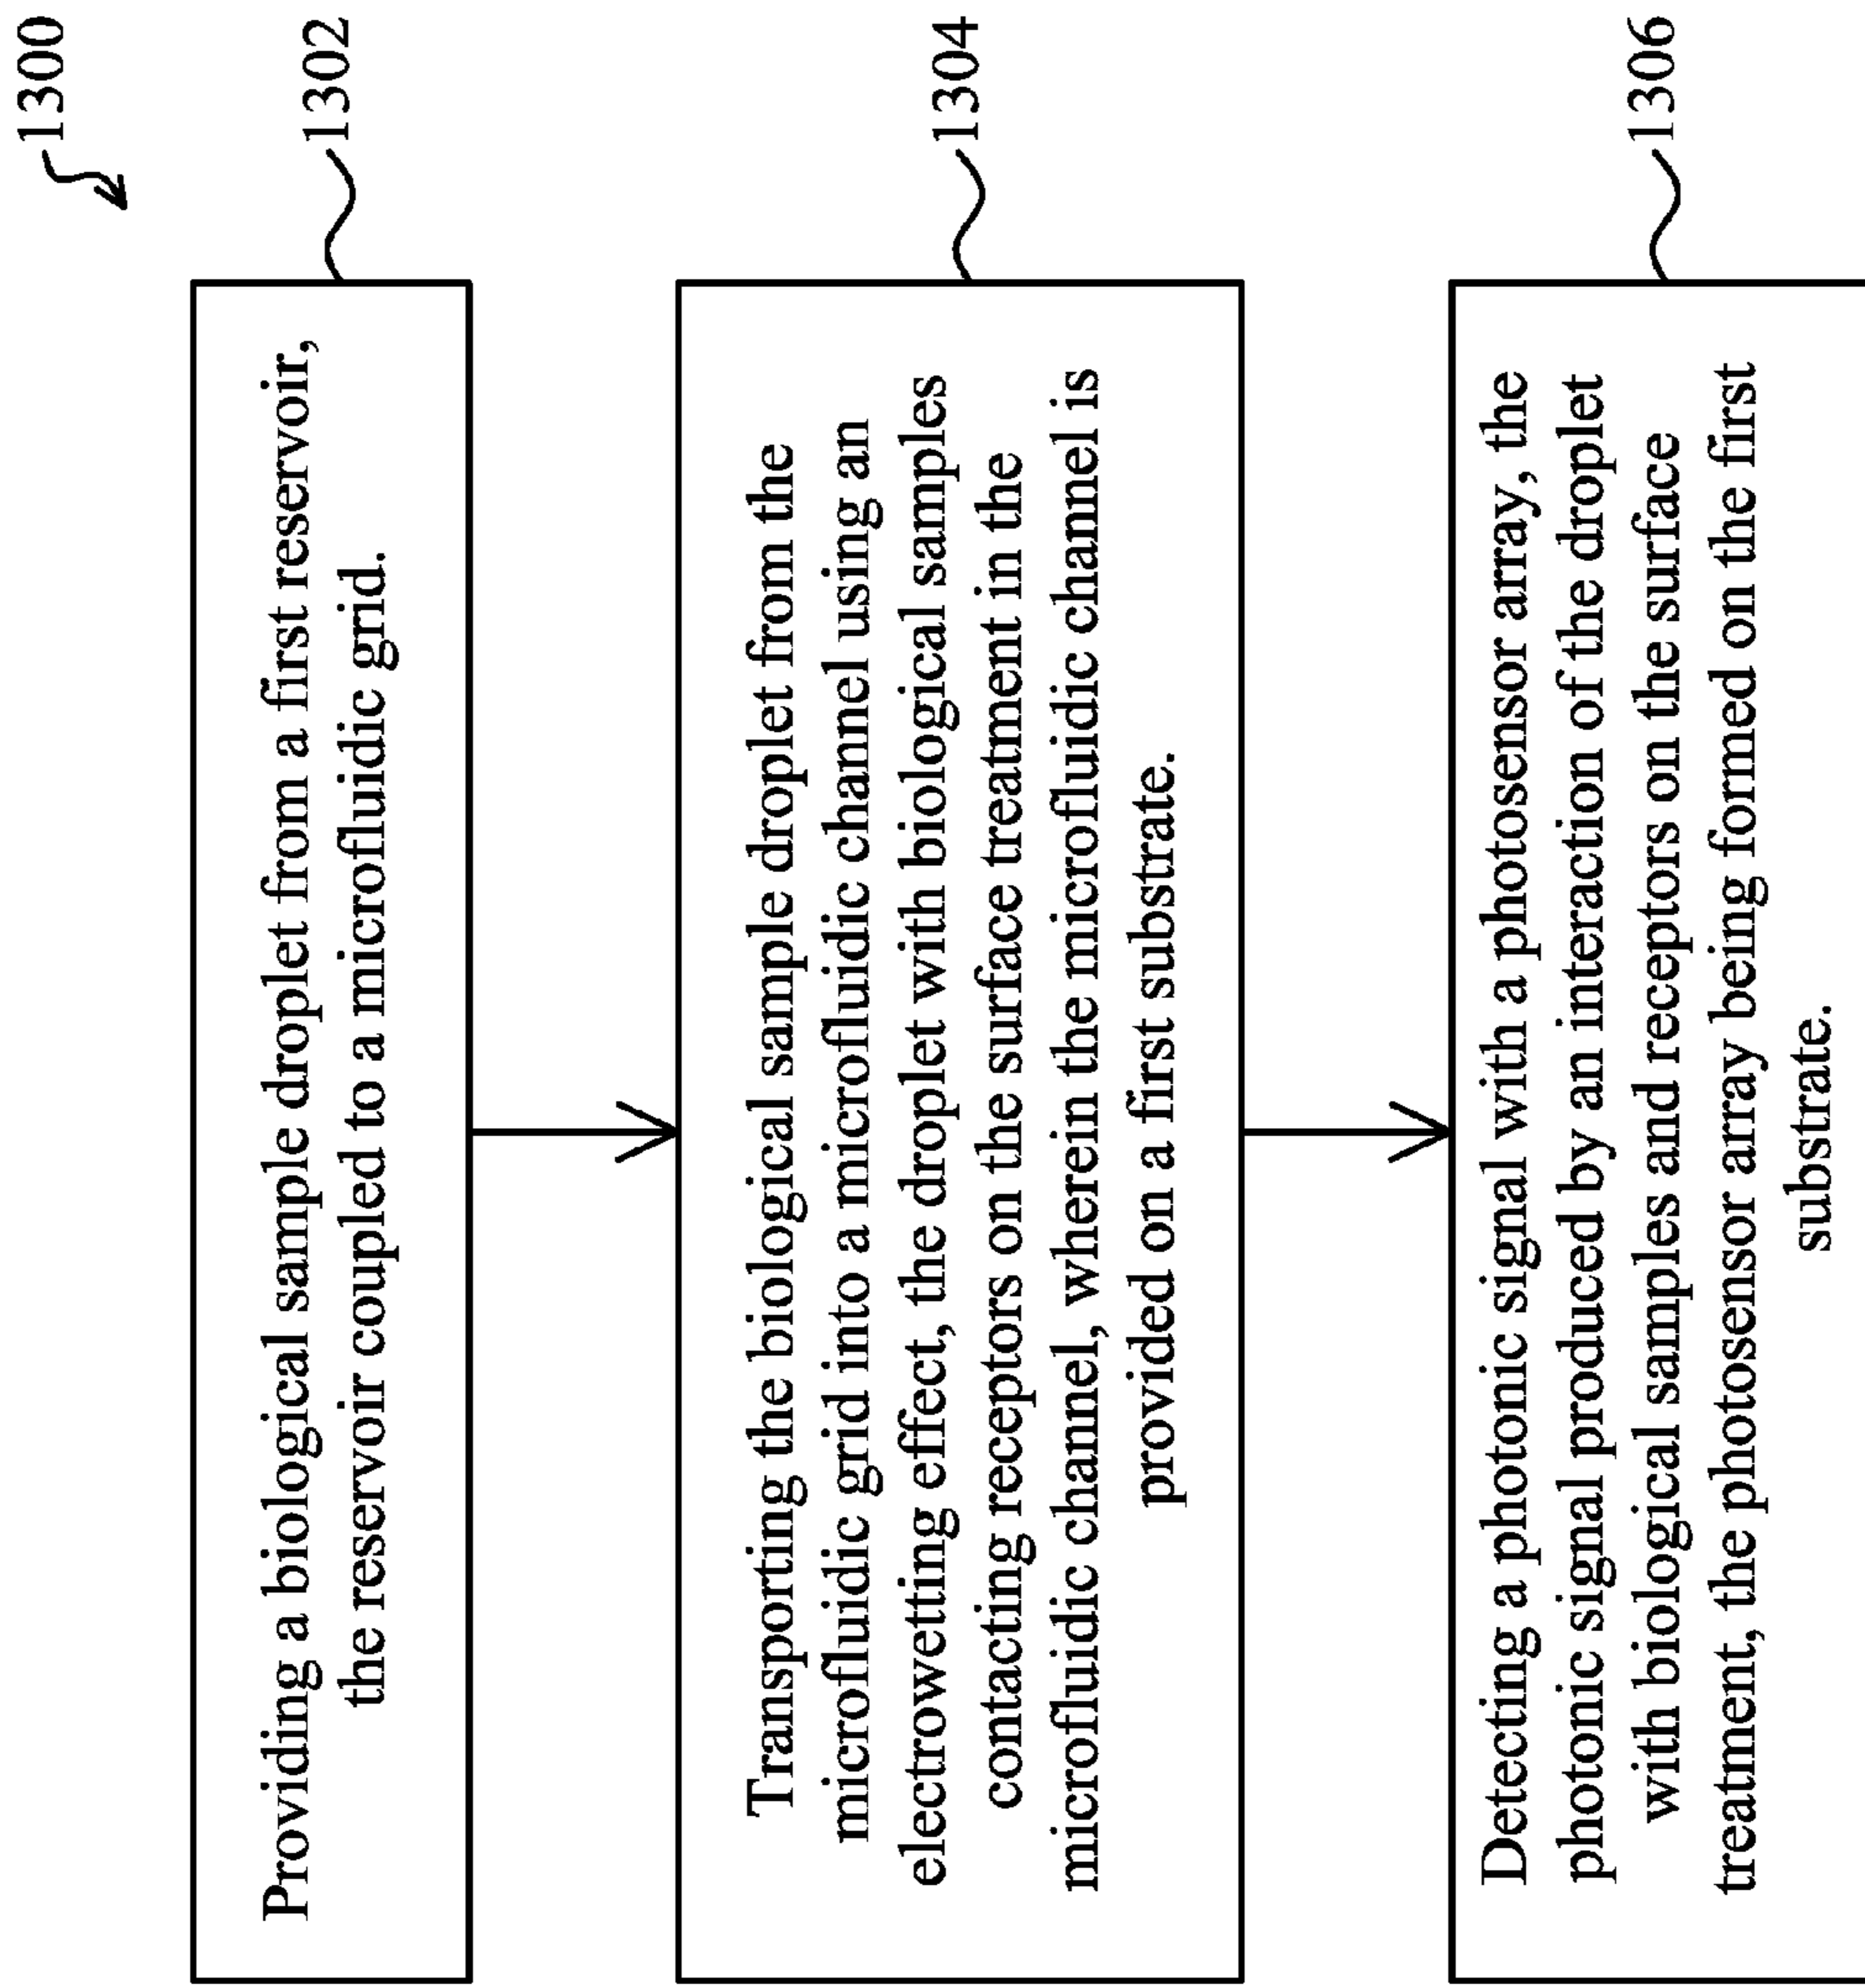 1300
Providing a biological sample droplet from a first reservoir,
the reservoir coupled to a microfluidic grid.
1302
Transporting the biological sample droplet from the
microfluidic grid into a microfluidic channel using an
electrowetting effect, the droplet with biological samples
contacting receptors on the surface treatment in the
microfluidic channel, wherein the microfluidic channel is
provided on a first substrate.
1304
Detecting a photonic signal with a photosensor array, the
photonic signal produced by an interaction of the droplet
with biological samples and receptors on the surface
treatment, the photosensor array being formed on the first
substrate.
1306